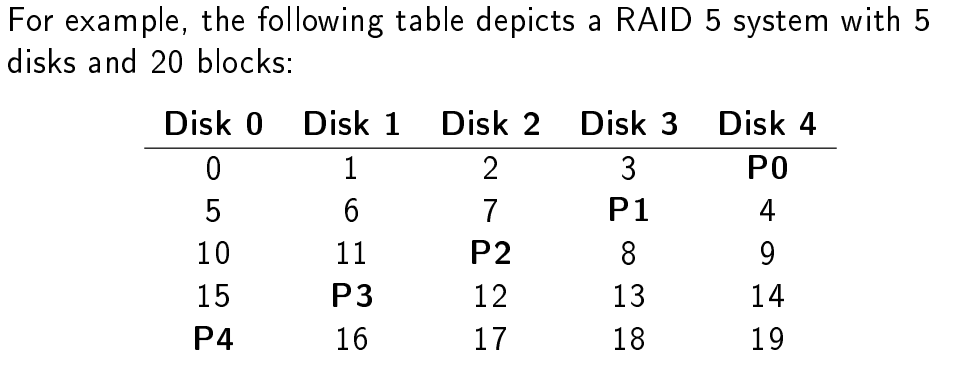 For example, the following table depicts a RAID 5 system with 5
disks and 20 blocks:
Disk 0 Disk 1 Disk 2 Disk 3 Disk 4
0 1 2 3 P0
5 6 7 P1 4
10 11 P2 8 9
15 P3 12 13 14
P4 16 17 18 19